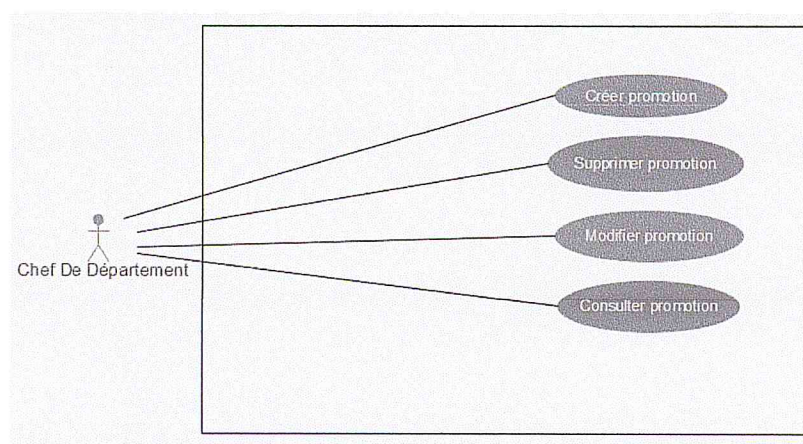 Créer promotion
Supprimer promotion
Modifier promotion
Chef De Département
Consulter promotion